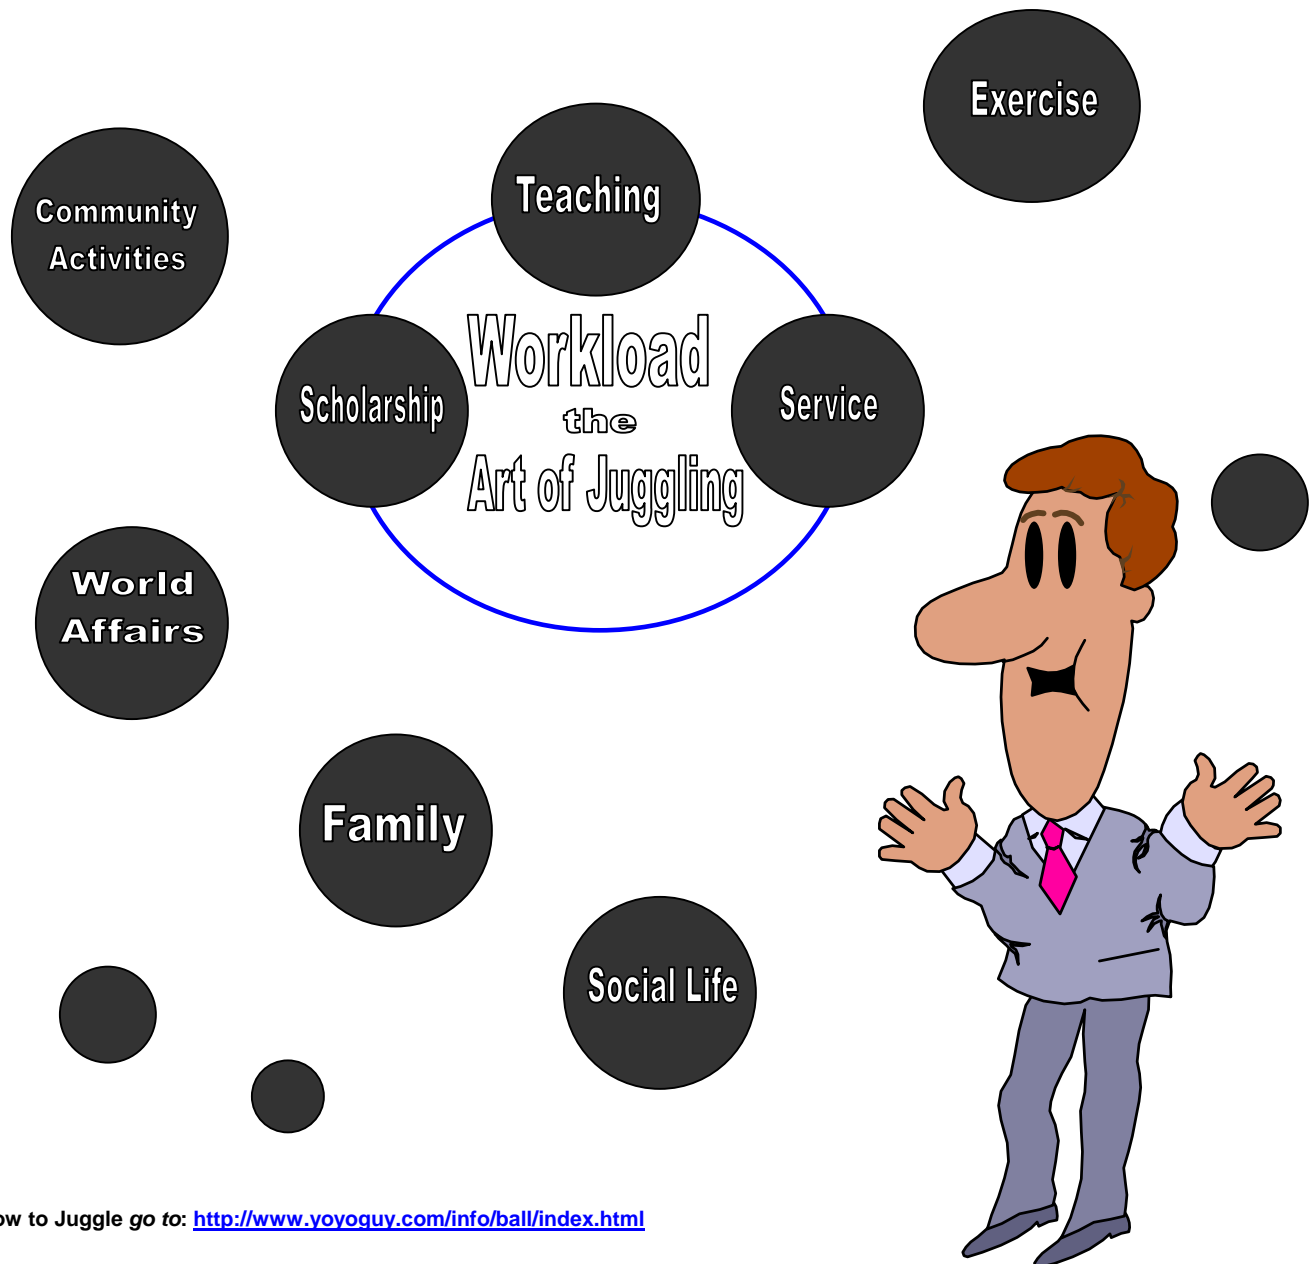 Exercise
Teaching
Community
Activities
Workload
the
Art of Juggling
Scholarship
Service
World
Affairs
Family
Social Life
ow to Juggle go to: http://www.yoyoguy.com/info/ball/index.html